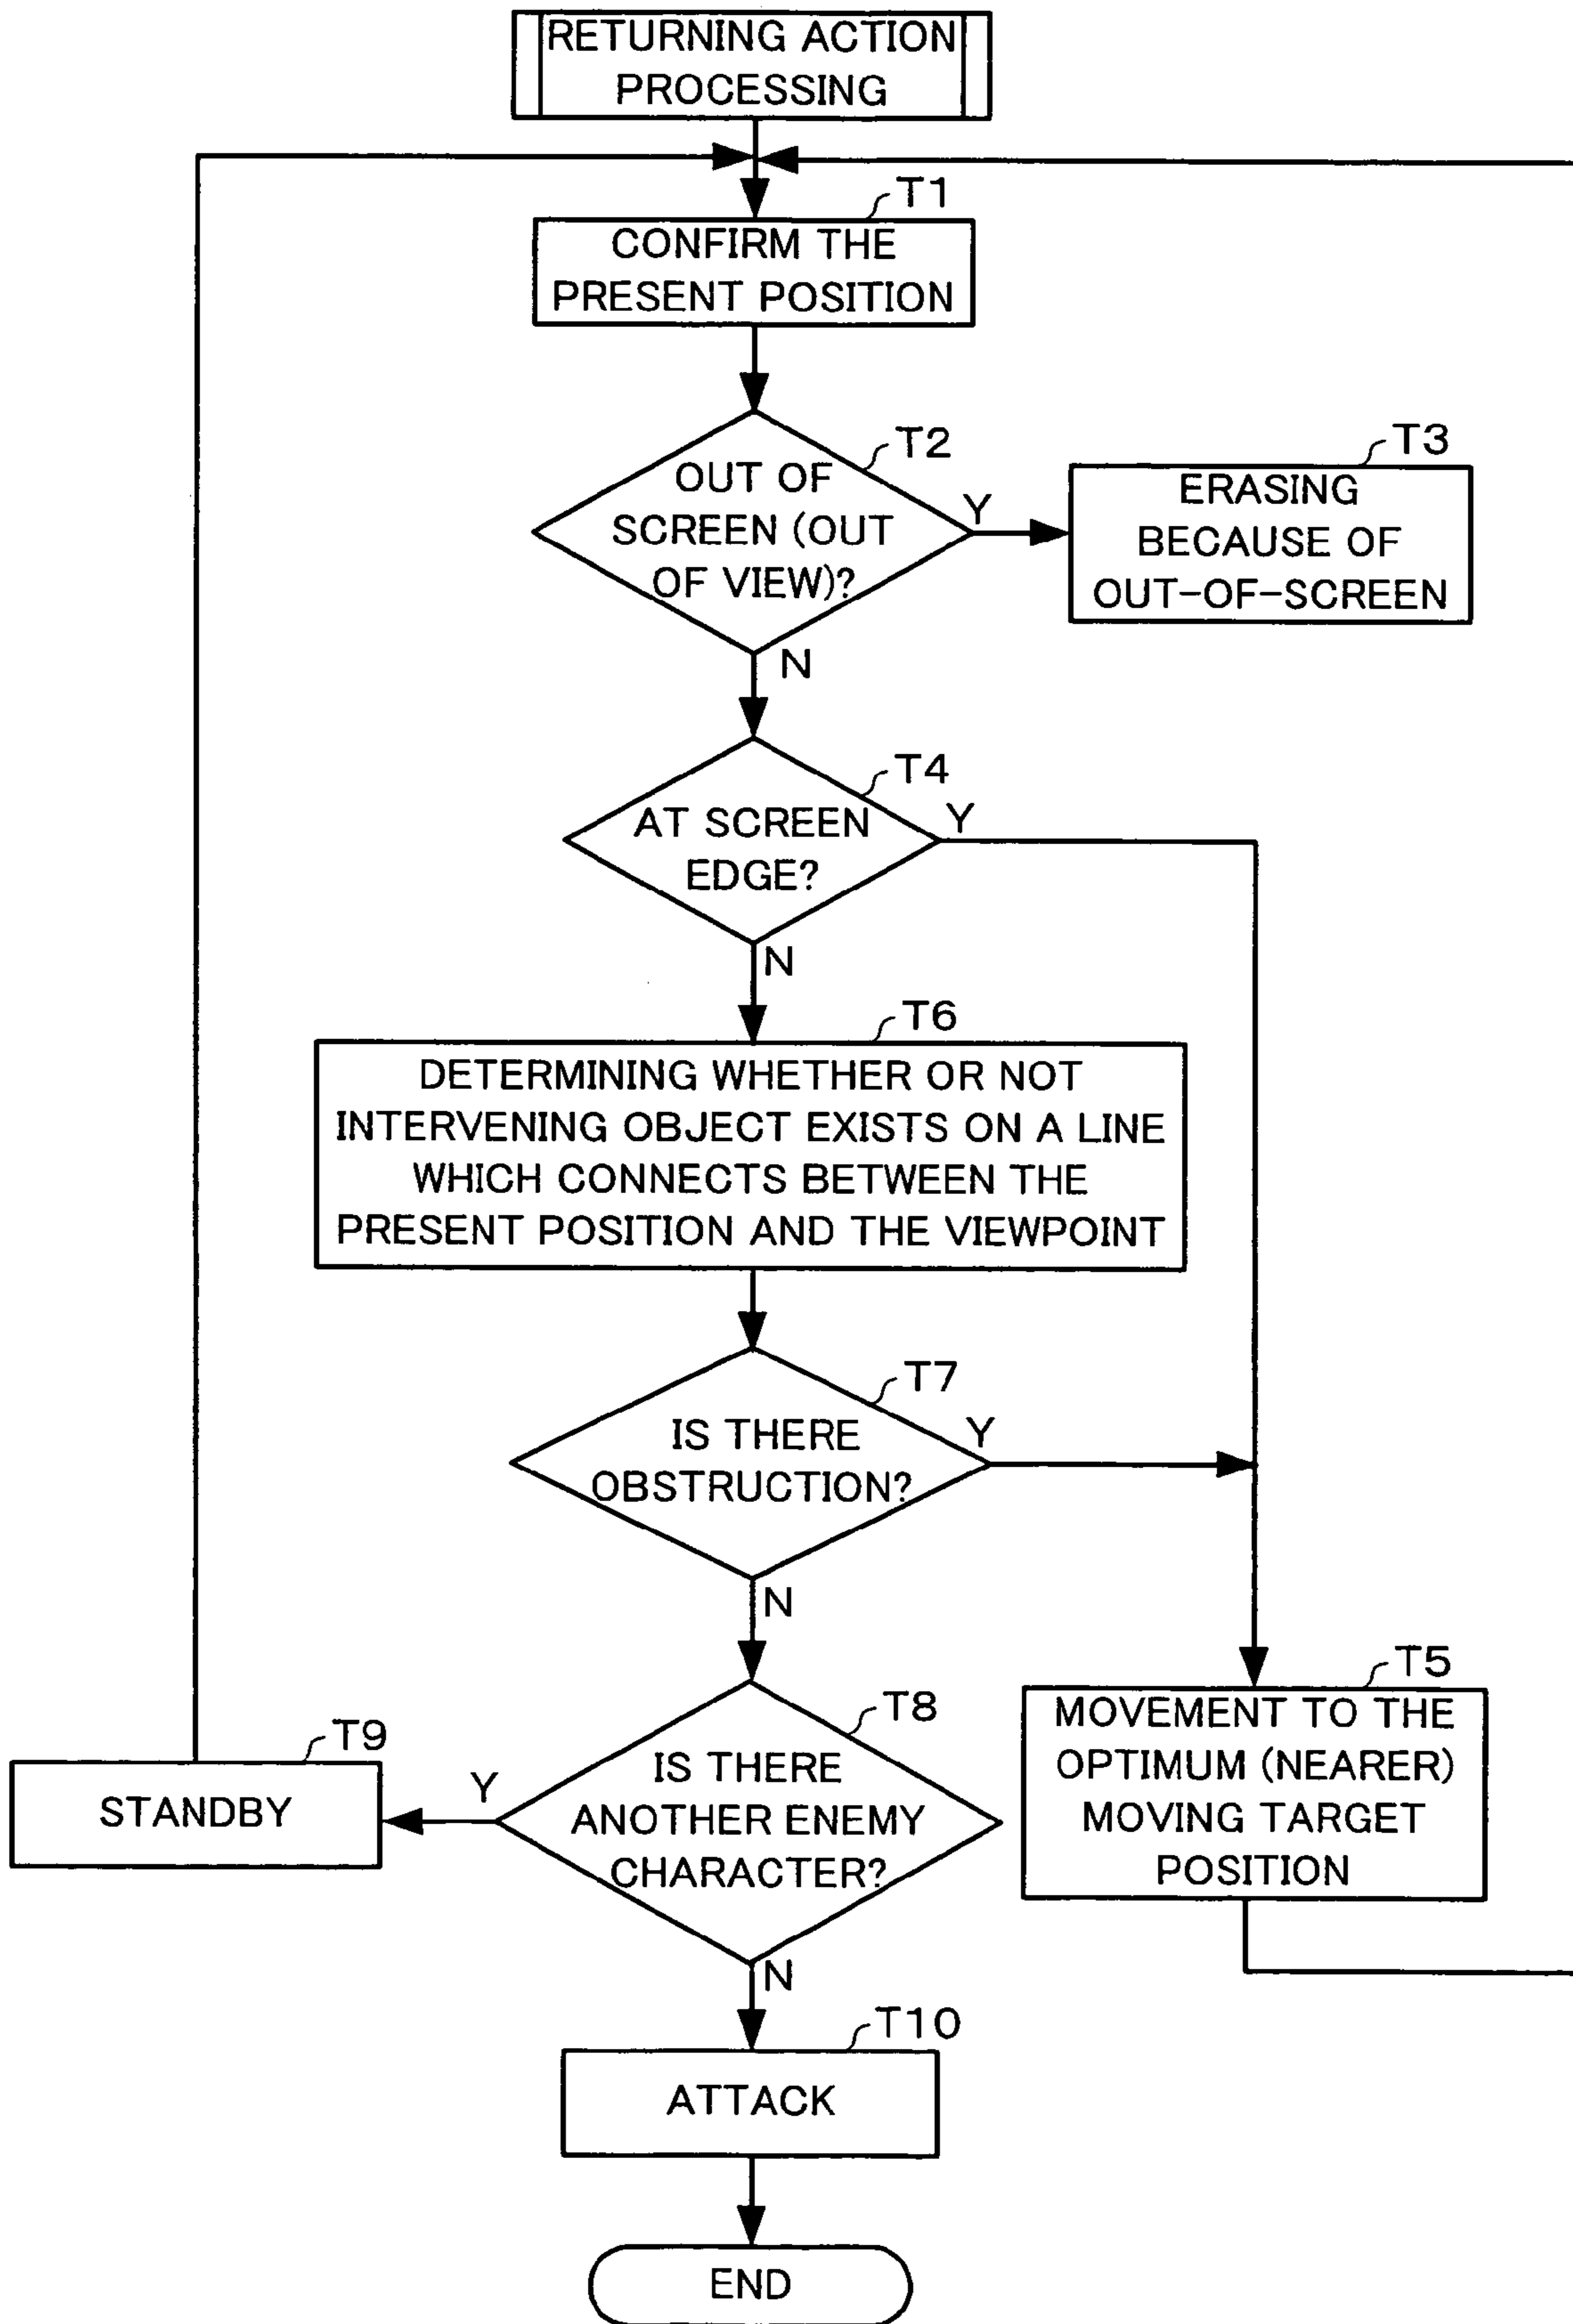 RETURNING ACTION
PROCESSING
T1
CONFIRM THE
PRESENT POSITION
T2
OUT OF
SCREEN (OUT
OF VIEW)?
Y
N
T3
ERASING
BECAUSE OF
OUT-OF-SCREEN
T4
AT SCREEN
EDGE?
Y
N
T6
DETERMINING WHETHER OR NOT
INTERVENING OBJECT EXISTS ON A LINE
WHICH CONNECTS BETWEEN THE
PRESENT POSITION AND THE VIEWPOINT
T7
IS THERE
OBSTRUCTION?
Y
N
T5
MOVEMENT TO THE
OPTIMUM (NEARER)
MOVING TARGET
POSITION
T8
IS THERE
ANOTHER ENEMY
CHARACTER?
Y
N
T9
STANDBY
T10
ATTACK
END